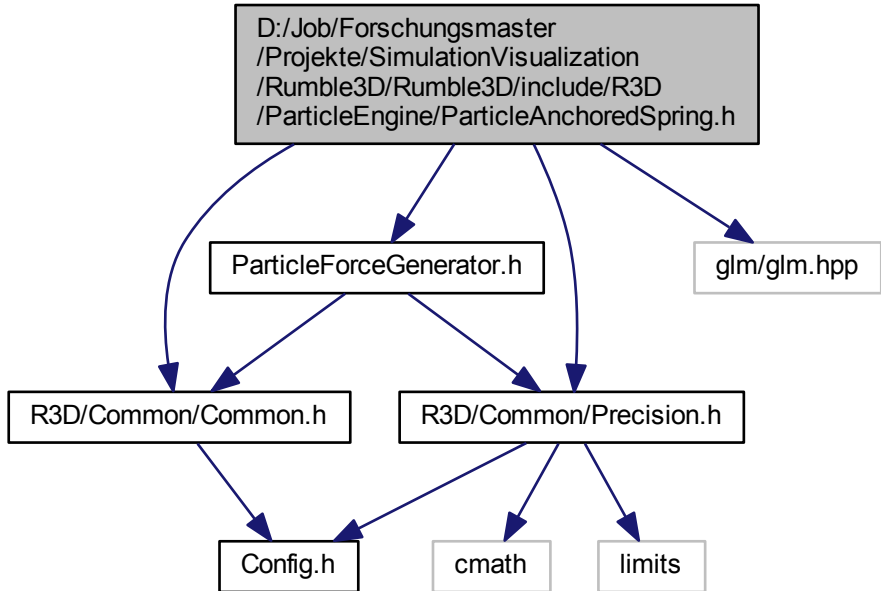 D:/Job/Forschungsmaster
/Projekte/SimulationVisualization
/Rumble3D/Rumble3D/include/R3D
/ParticleEngine/ParticleAnchoredSpring.h
ParticleForceGenerator.h
glm/glm.hpp
R3D/Common/Common.h
R3D/Common/Precision.h
Config.h
cmath
limits